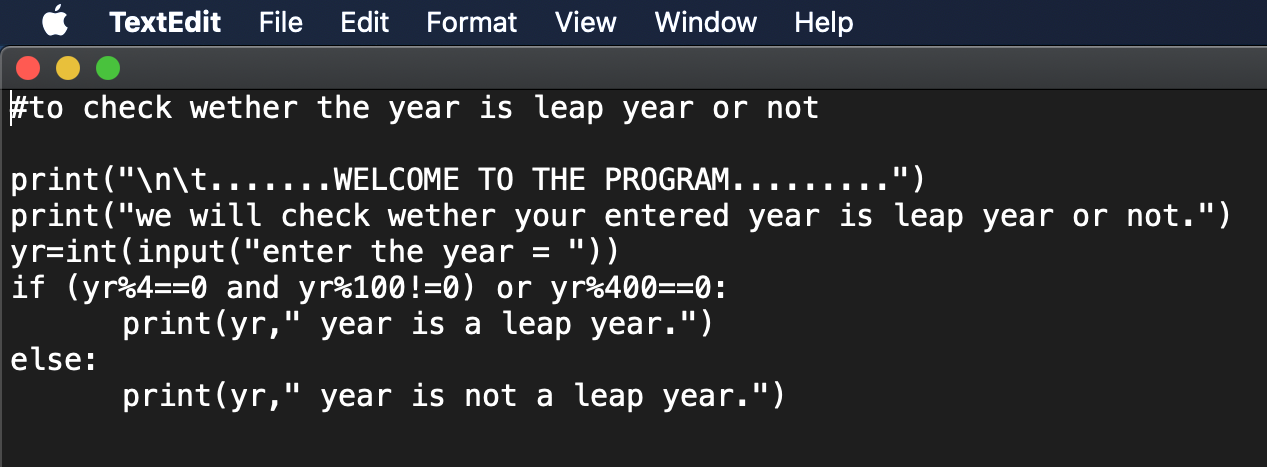 TextEdit File Edit Format View Window Help
#to check wether the year is leap year or not
print("\n\t.......WELCOME TO THE PROGRAM.........")
print("we will check wether your entered year is leap year or not.")
yr=int(input("enter the year = "))
if (yr%4==0 and yr%100!=0) or yr%400==0:
      print(yr," year is a leap year.")
else:
      print(yr," year is not a leap year.")